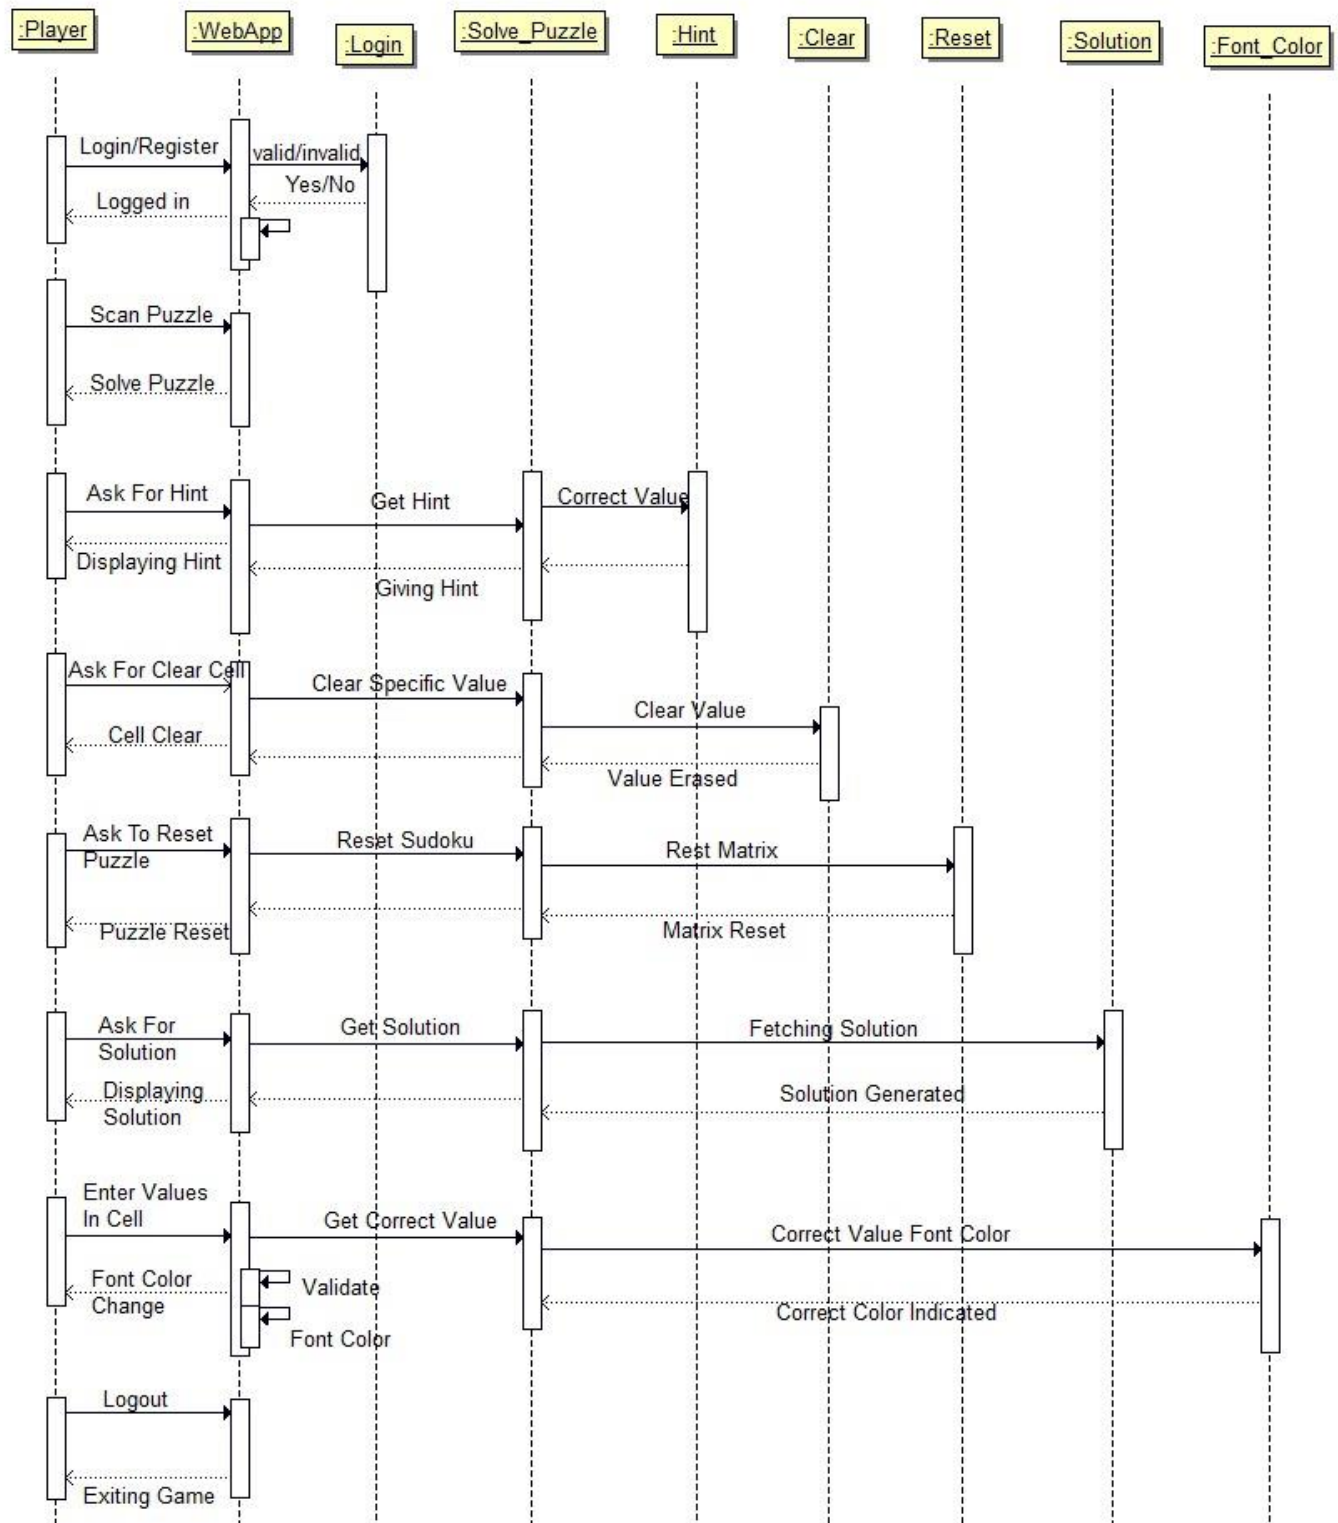 :Player
:WebApp
:Login
:Solve_Puzzle
:Hint
:Clear
:Reset
:Solution
:Font_Color
Login/Register
valid/invalid
Yes/No
Logged in
Scan Puzzle
Solve Puzzle
Ask For Hint
Get Hint
Correct Value
Displaying Hint
Giving Hint
Ask For Clear Cell
Clear Specific Value
Clear Value
Cell Clear
Value Erased
Ask To Reset
Puzzle
Reset Sudoku
Rest Matrix
Puzzle Reset
Matrix Reset
Ask For
Solution
Get Solution
Fetching Solution
Displaying
Solution
Solution Generated
Enter Values
In Cell
Get Correct Value
Correct Value Font Color
Font Color
Change
Validate
Correct Color Indicated
Font Color
Logout
Exiting Game